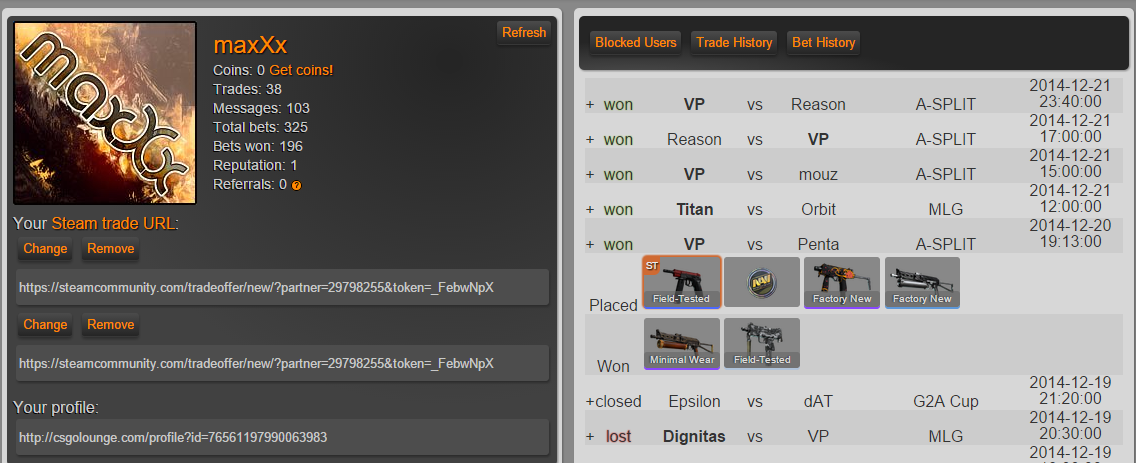 maxXx
maxXx
Refresh
Coins: 0 Get coins!
Trades: 38
Messages: 103
Total bets: 325
Bets won: 196
Reputation: 1
Referrals: 0 ?
Your Steam trade URL:
Change Remove
https://steamcommunity.com/tradeoffer/new/?partner=29798255&token=_FebwNpX
Change Remove
https://steamcommunity.com/tradeoffer/new/?partner=29798255&token=_FebwNpX
Your profile:
http://csgolounge.com/profile?id=76561197990063983
Blocked Users Trade History Bet History
+ won VP vs Reason A-SPLIT 2014-12-21 23:40:00
+ won Reason vs VP A-SPLIT 2014-12-21 17:00:00
+ won VP vs mouz A-SPLIT 2014-12-21 15:00:00
+ won Titan vs Orbit MLG 2014-12-21 12:00:00
+ won VP vs Penta A-SPLIT 2014-12-20 19:13:00
ST
Placed Field-Tested Factory New Factory New
Won Minimal Wear Field-Tested
+closed Epsilon vs dAT G2A Cup 2014-12-19 21:20:00
+ lost Dignitas vs VP MLG 2014-12-19 20:30:00
2014-12-19